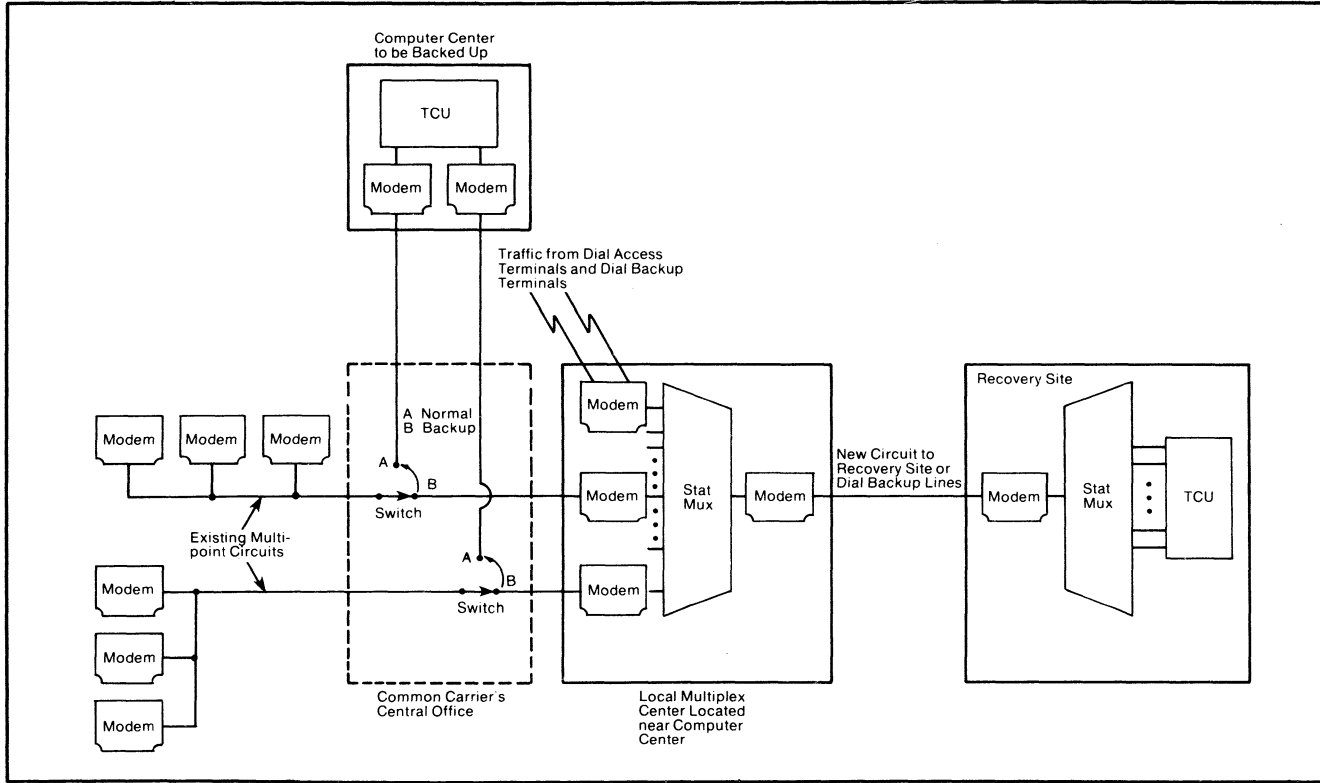 Computer Center
to be Backed Up
TCU
Modem
Modem
Traffic from Dial Access
Terminals and Dial Backup
Terminals
Recovery Site
A Normal
B Backup
Modem
Modem
Modem
Modem
A
B
Switch
Modem
Stat
Mux
Modem
New Circuit to
Recovery Site or
Dial Backup Lines
Modem
Stat
Mux
TCU
Existing Multi-
point Circuits
A
B
Switch
Modem
Modem
Modem
Modem
Common Carrier's
Central Office
Local Multiplex
Center Located
near Computer
Center